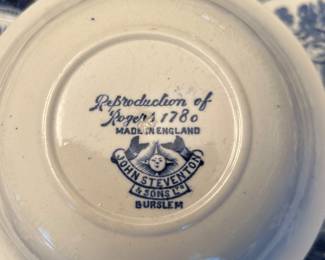 Reproduction of
Rogers 1780
MADE IN ENGLAND
JOHN STEVENTON
& SONS LTD
BURSLEM